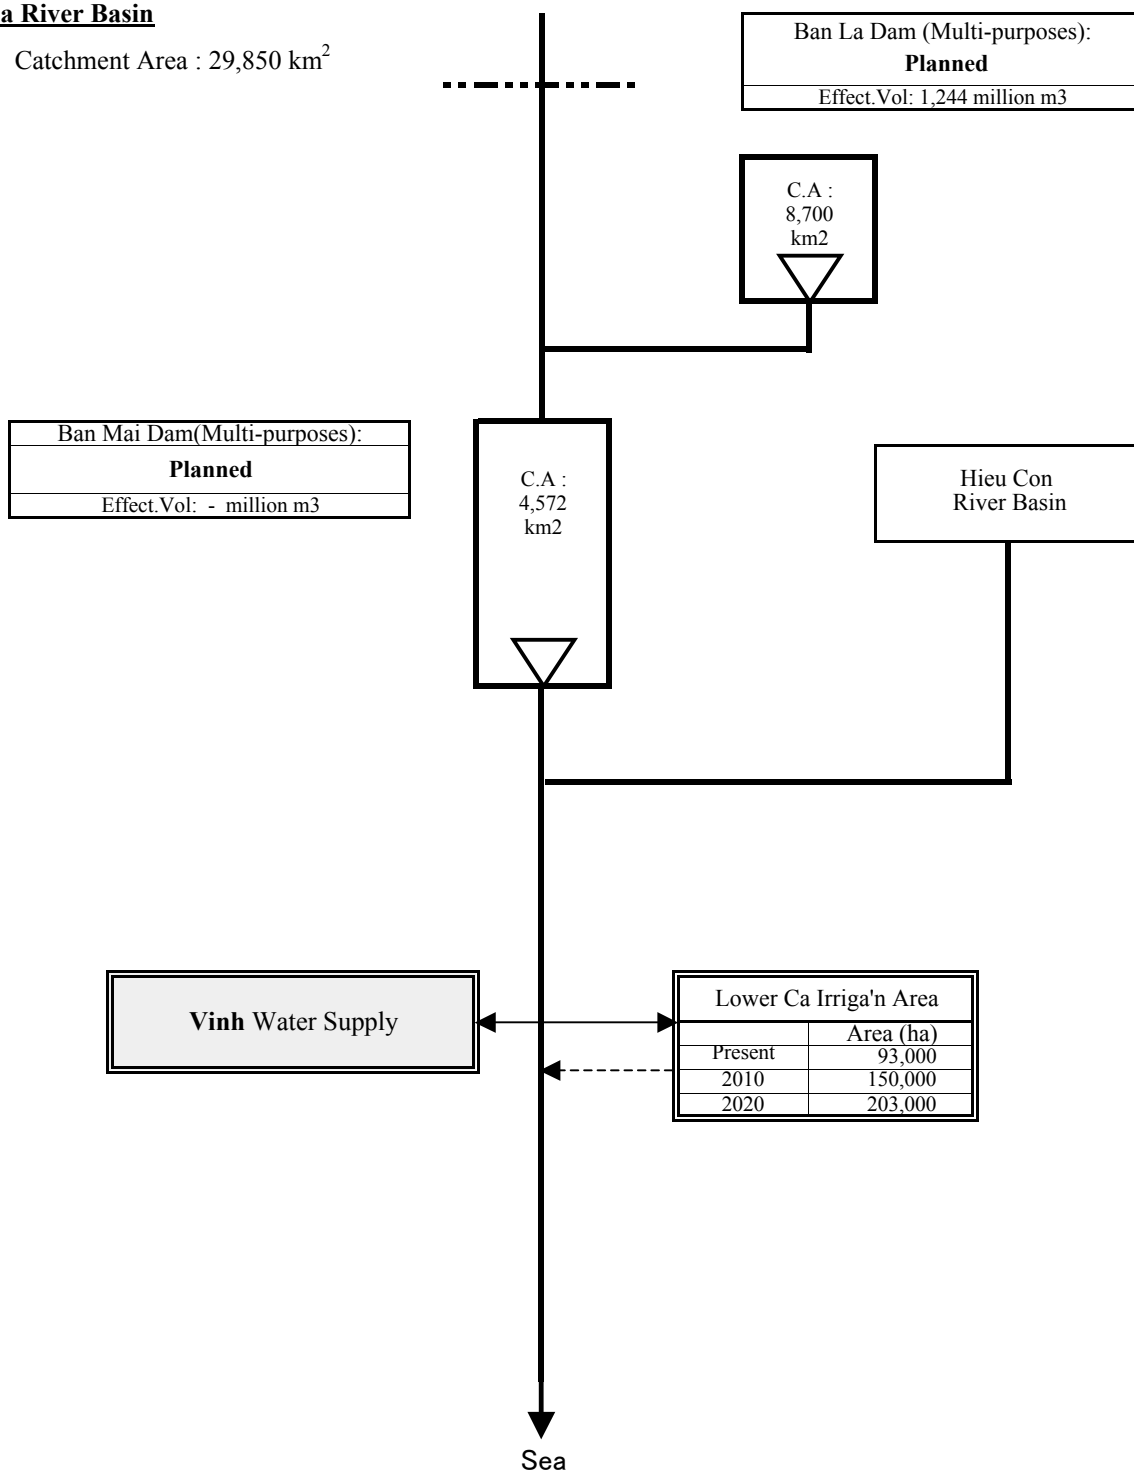 a River Basin
Catchment Area : 29,850 km2
Ban La Dam (Multi-purposes):
Planned
Effect.Vol: 1,244 million m3
C.A :
8,700
km2
Ban Mai Dam(Multi-purposes):
Planned
Effect.Vol: - million m3
C.A :
4,572
km2
Hieu Con
River Basin
Vinh Water Supply
Lower Ca Irriga'n Area
Area (ha)
Present 93,000
2010 150,000
2020 203,000
Sea